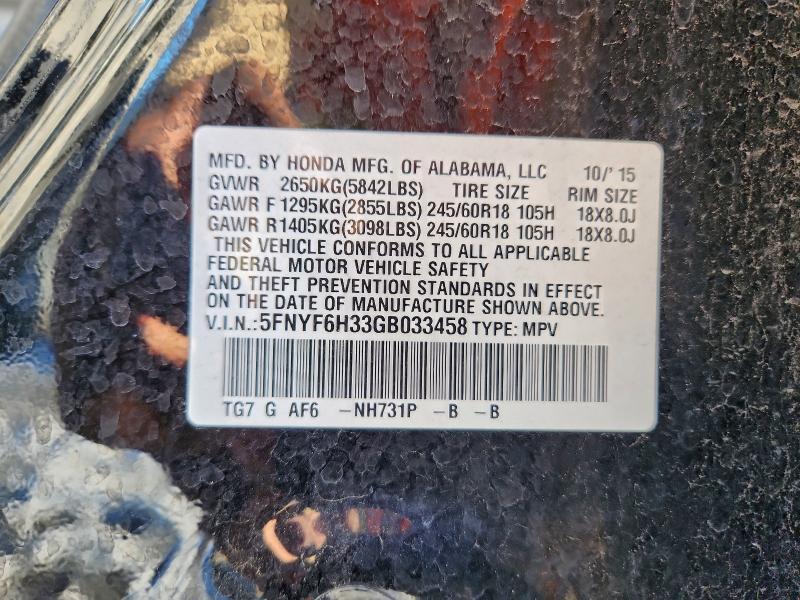 MFD. BY HONDA MFG. OF ALABAMA, LLC 10/'15
GVWR 2650KG(5842LBS) TIRE SIZE RIM SIZE
GAWR F 1295KG(2855LBS) 245/60R18 105H 18X8.0J
GAWR R1405KG(3098LBS) 245/60R18 105H 18X8.0J
THIS VEHICLE CONFORMS TO ALL APPLICABLE
FEDERAL MOTOR VEHICLE SAFETY
AND THEFT PREVENTION STANDARDS IN EFFECT
ON THE DATE OF MANUFACTURE SHOWN ABOVE.
V.I.N.:5FNYF6H33GB033458 TYPE: MPV
TG7 G AF6 -NH731P -B -B